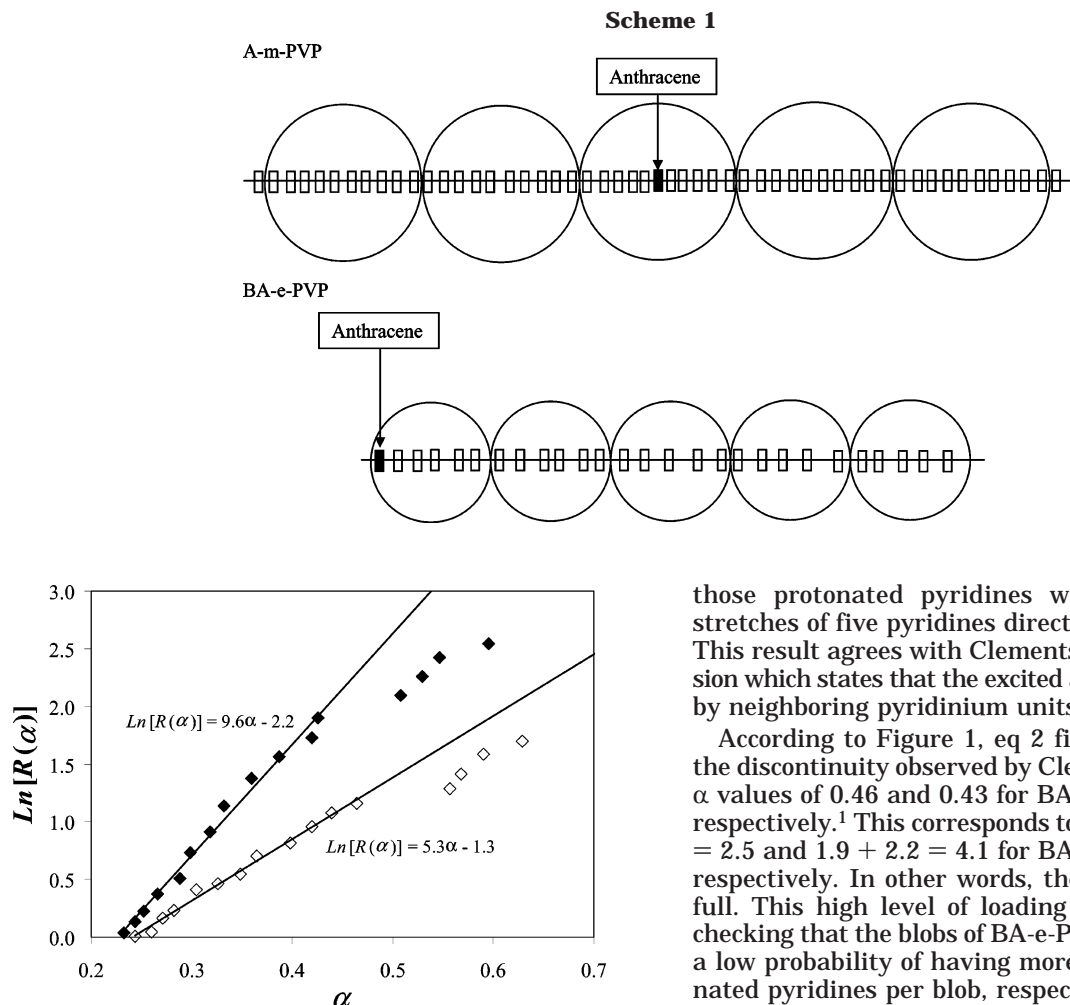 Scheme 1
A-m-PVP
Anthracene
BA-e-PVP
Anthracene
3.0
2.5
2.0
1.5
1.0
0.5
0.0
Ln [R(α)]
Ln [R(α)] = 9.6α - 2.2
Ln [R(α)] = 5.3α - 1.3
0.2 0.3 0.4 0.5 0.6 0.7
α
those protonated pyridines w
stretches of five pyridines direct
This result agrees with Clements
sion which states that the excited a
by neighboring pyridinium units
According to Figure 1, eq 2 fi
the discontinuity observed by Cle
α values of 0.46 and 0.43 for BA
respectively.¹ This corresponds to
= 2.5 and 1.9 + 2.2 = 4.1 for BA
respectively. In other words, the
full. This high level of loading
checking that the blobs of BA-e-P
a low probability of having more
nated pyridines per blob, respec